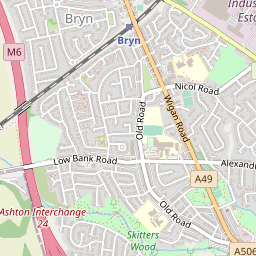 Bryn
Indus
Esta
M6
Bryn
Nicol Road
Old Road
Wigan Road
Low Bank Road
Alexand
A49
Ashton Interchange
24
Old Road
Skitters
Wood
A506